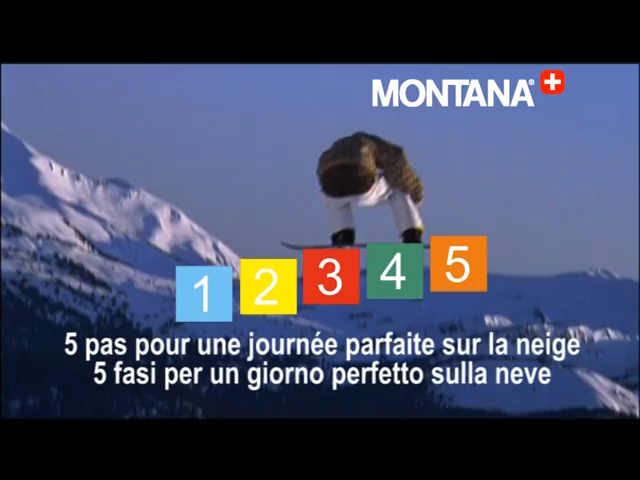 MONTANA®
1 2 3 4 5
5 pas pour une journée parfaite sur la neige
5 fasi per un giorno perfetto sulla neve